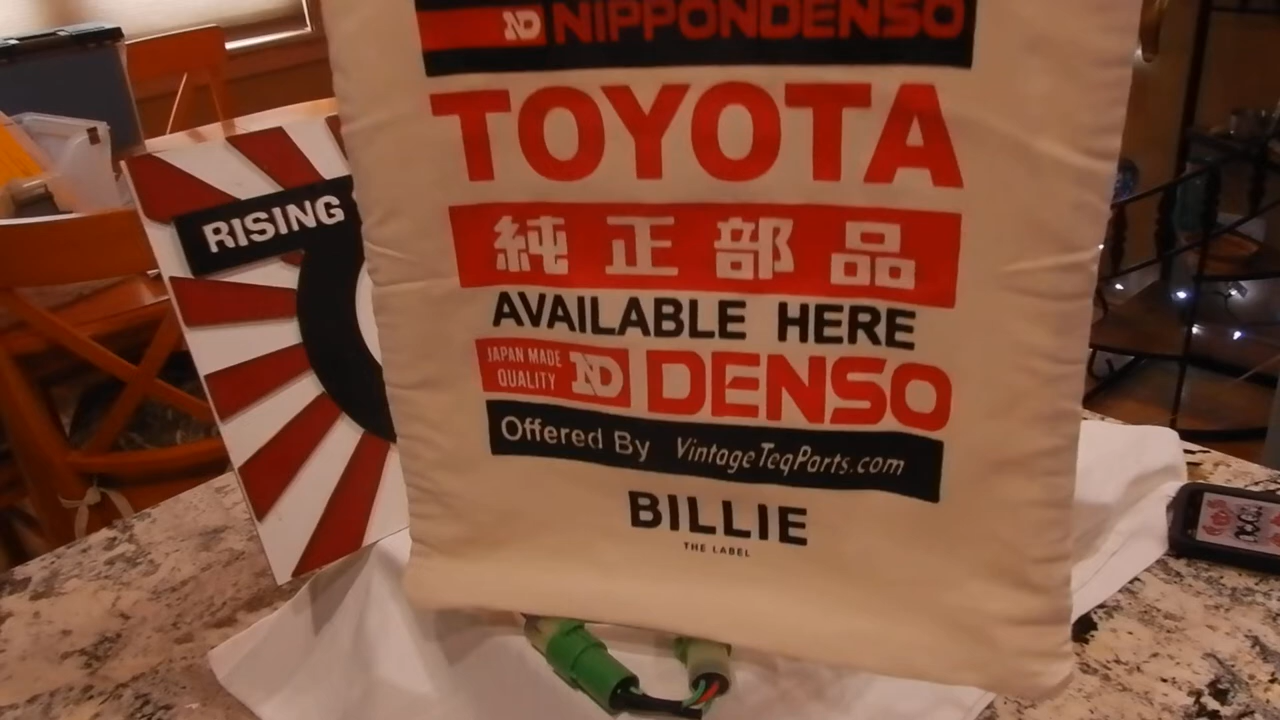 ND NIPPONDENSO
TOYOTA
RISING
純正部品
AVAILABLE HERE
JAPAN MADE
QUALITY
ND DENSO
Offered By VintageTeqParts.com
BILLIE
THE LABEL